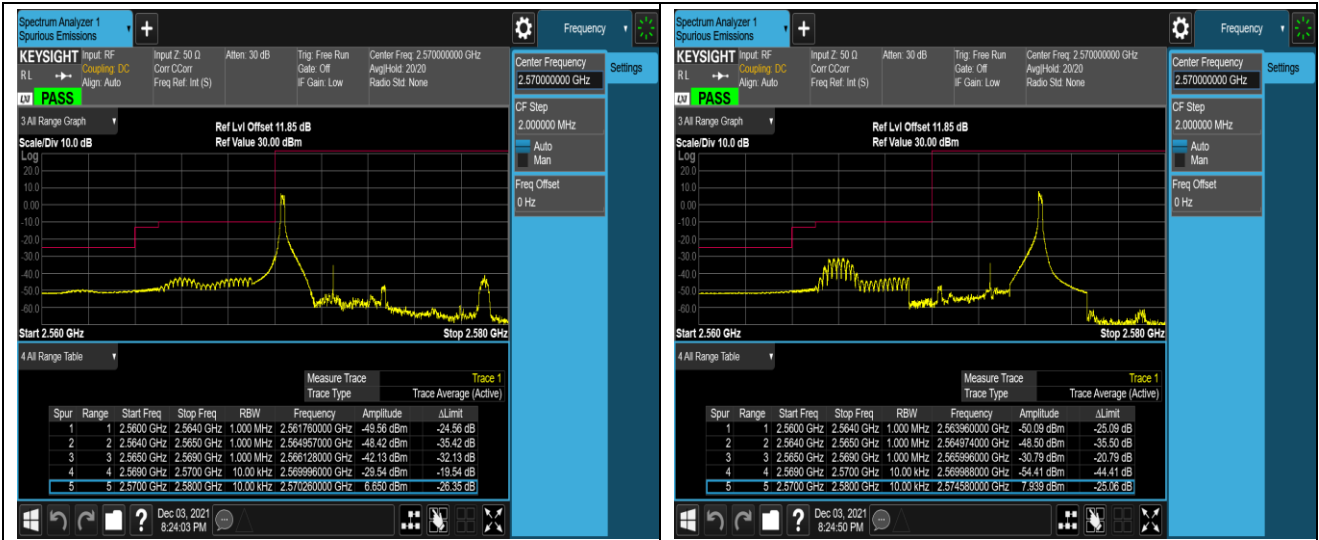 Spectrum Analyzer 1
Spurious Emissions
Frequency
KEYSIGHT Input: RF Input Z: 50 Ω Atten: 30 dB Trig: Free Run Center Freq: 2.570000000 GHz
RL Coupling: DC Corr CCorr Gate: Off Avg|Hold: 20/20
Align: Auto Freq Ref: Int (S) IF Gain: Low Radio Std: None
PASS
Center Frequency
2.570000000 GHz
Settings
CF Step
2.000000 MHz
Auto
Man
Freq Offset
0 Hz
3 All Range Graph
Ref Lvl Offset 11.85 dB
Scale/Div 10.0 dB Ref Value 30.00 dBm
Log
20.0
10.0
0.00
-10.0
-20.0
-30.0
-40.0
-50.0
-60.0
Start 2.560 GHz Stop 2.580 GHz
4 All Range Table
Measure Trace Trace 1
Trace Type Trace Average (Active)
Spur Range Start Freq Stop Freq RBW Frequency Amplitude ΔLimit
1 1 2.5600 GHz 2.5640 GHz 1.000 MHz 2.561760000 GHz -49.56 dBm -24.56 dB
2 2 2.5640 GHz 2.5650 GHz 1.000 MHz 2.564957000 GHz -48.42 dBm -35.42 dB
3 3 2.5650 GHz 2.5690 GHz 1.000 MHz 2.566128000 GHz -42.13 dBm -32.13 dB
4 4 2.5690 GHz 2.5700 GHz 10.00 kHz 2.569996000 GHz -29.54 dBm -19.54 dB
5 5 2.5700 GHz 2.5800 GHz 10.00 kHz 2.570260000 GHz 6.650 dBm -26.35 dB
Dec 03, 2021
8:24:03 PM
Spectrum Analyzer 1
Spurious Emissions
Frequency
KEYSIGHT Input: RF Input Z: 50 Ω Atten: 30 dB Trig: Free Run Center Freq: 2.570000000 GHz
RL Coupling: DC Corr CCorr Gate: Off Avg|Hold: 20/20
Align: Auto Freq Ref: Int (S) IF Gain: Low Radio Std: None
PASS
Center Frequency
2.570000000 GHz
Settings
CF Step
2.000000 MHz
Auto
Man
Freq Offset
0 Hz
3 All Range Graph
Ref Lvl Offset 11.85 dB
Scale/Div 10.0 dB Ref Value 30.00 dBm
Log
20.0
10.0
0.00
-10.0
-20.0
-30.0
-40.0
-50.0
-60.0
Start 2.560 GHz Stop 2.580 GHz
4 All Range Table
Measure Trace Trace 1
Trace Type Trace Average (Active)
Spur Range Start Freq Stop Freq RBW Frequency Amplitude ΔLimit
1 1 2.5600 GHz 2.5640 GHz 1.000 MHz 2.563960000 GHz -50.09 dBm -25.09 dB
2 2 2.5640 GHz 2.5650 GHz 1.000 MHz 2.564974000 GHz -48.50 dBm -35.50 dB
3 3 2.5650 GHz 2.5690 GHz 1.000 MHz 2.565996000 GHz -30.79 dBm -20.79 dB
4 4 2.5690 GHz 2.5700 GHz 10.00 kHz 2.569988000 GHz -54.41 dBm -44.41 dB
5 5 2.5700 GHz 2.5800 GHz 10.00 kHz 2.574580000 GHz 7.939 dBm -25.06 dB
Dec 03, 2021
8:24:50 PM